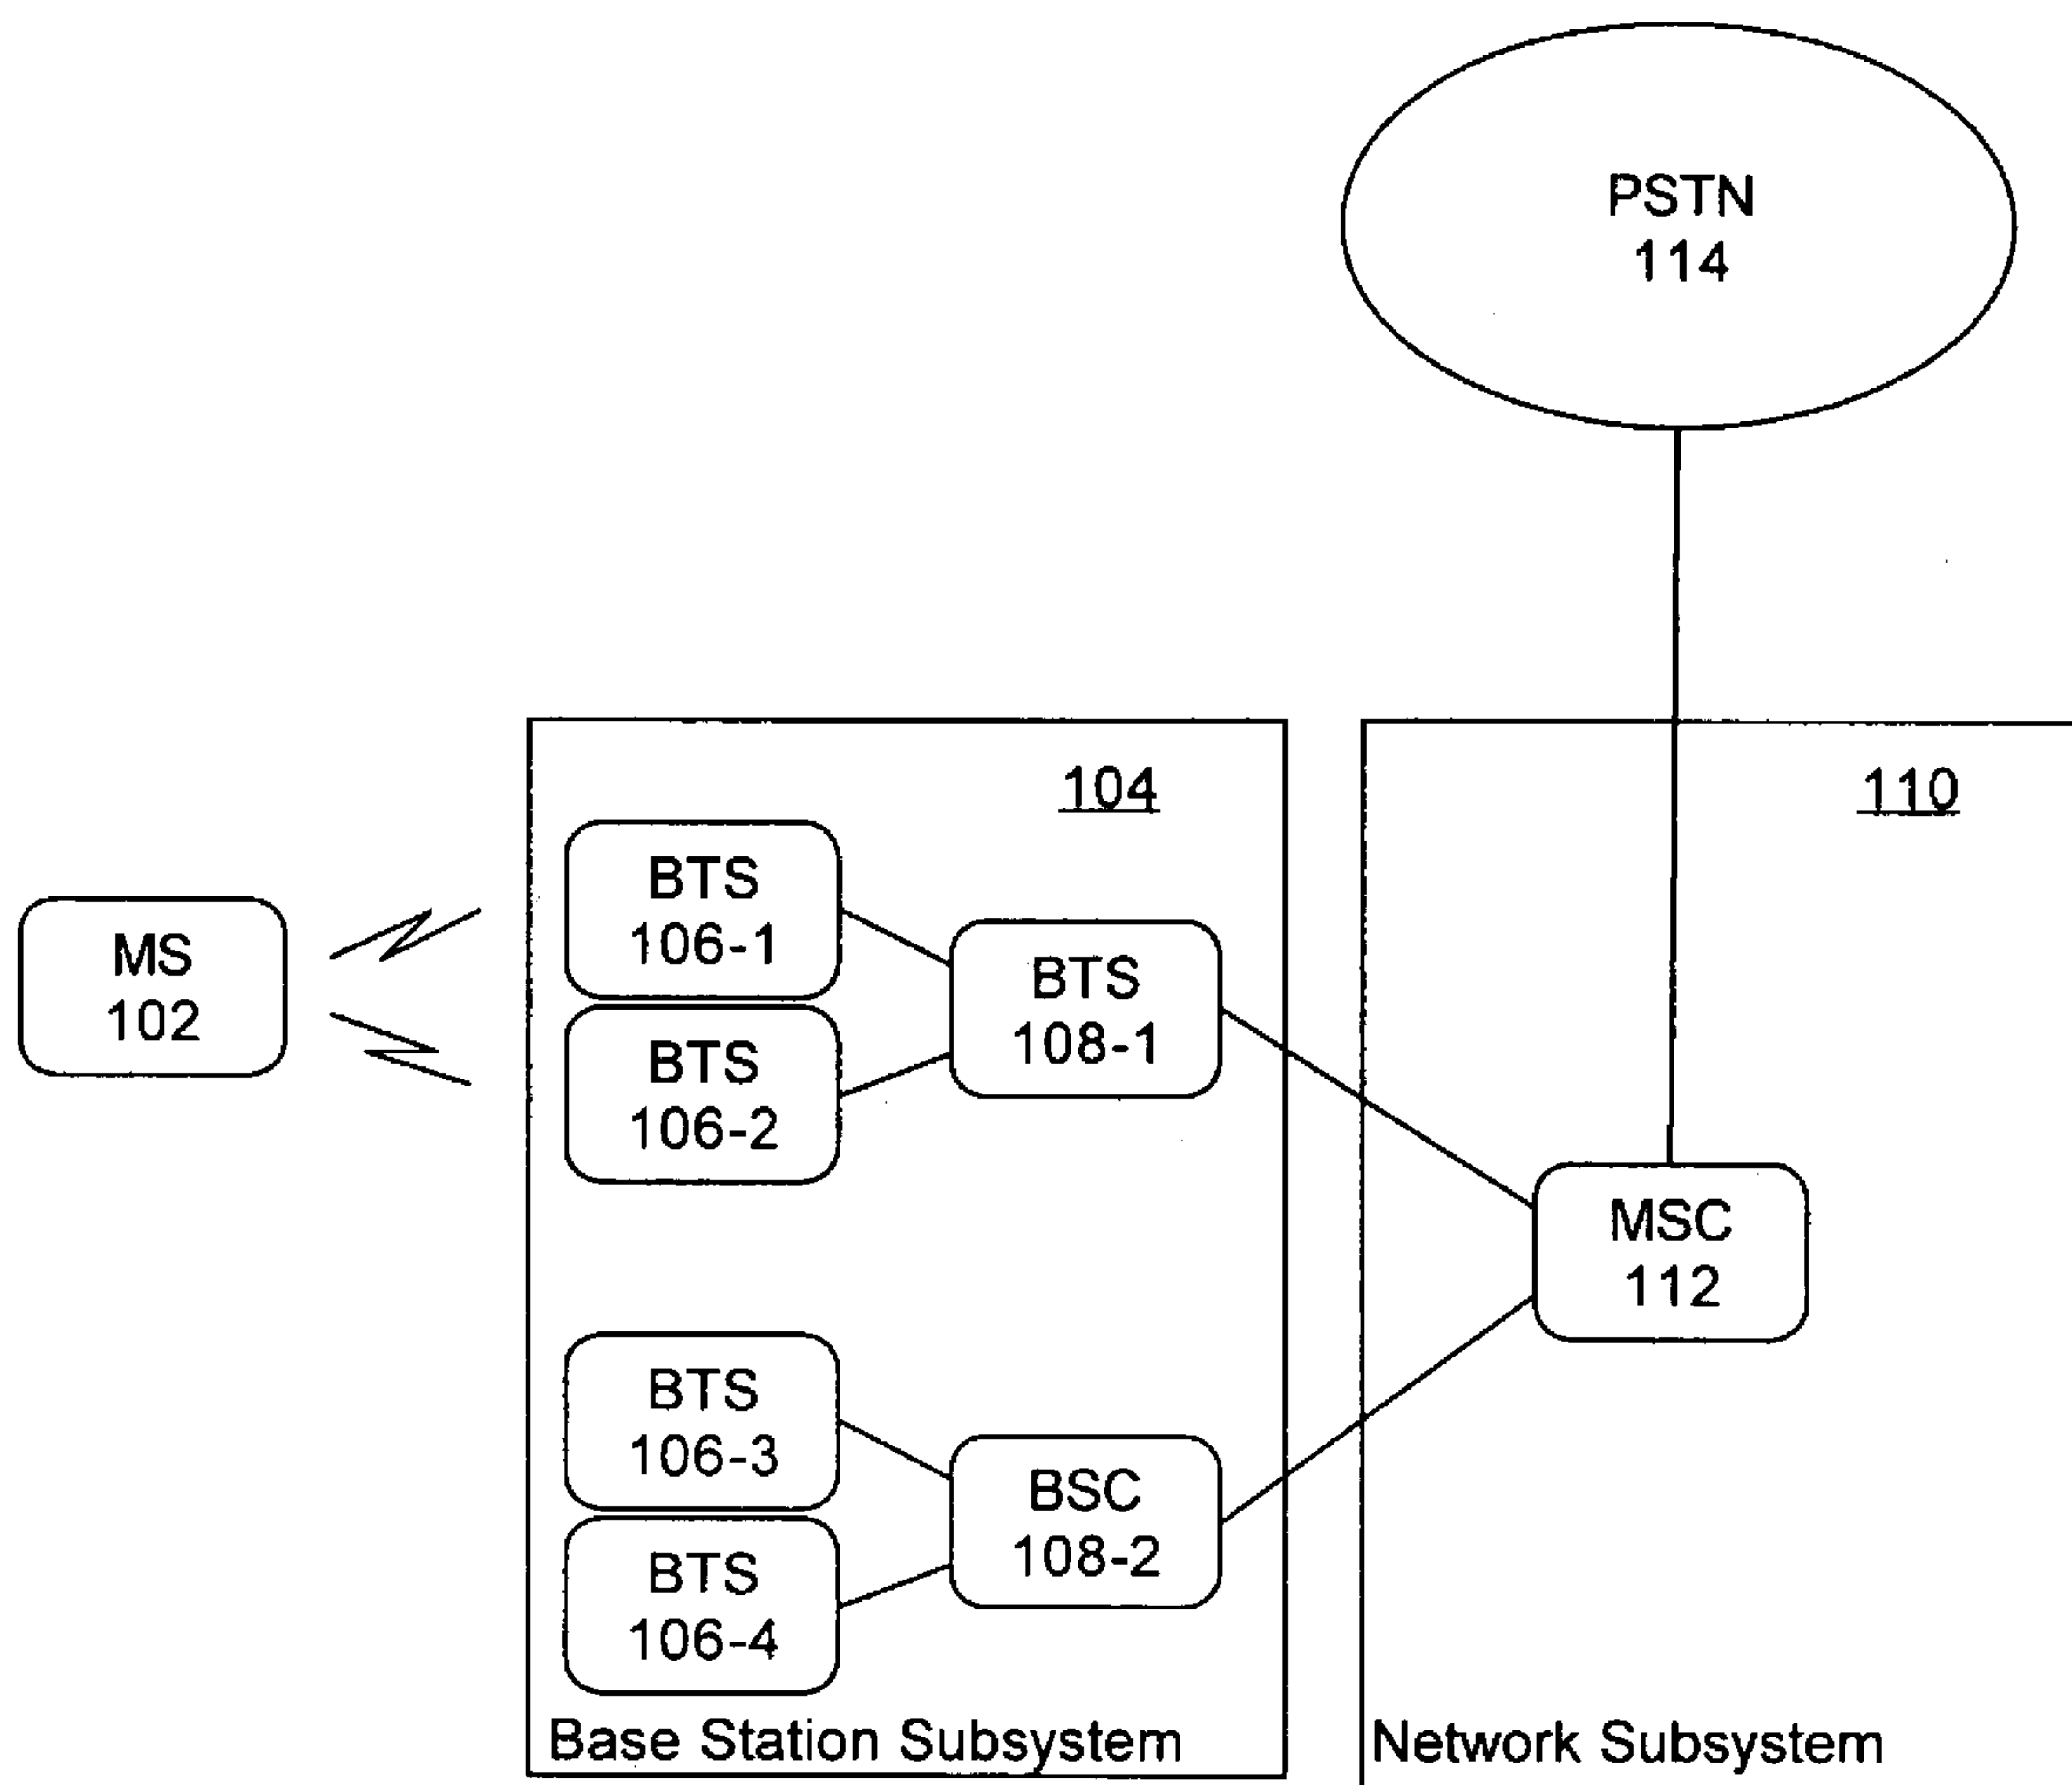 PSTN
114
104
110
BTS
106-1
MS
102
BTS
108-1
BTS
106-2
MSC
112
BTS
106-3
BSC
108-2
BTS
106-4
Base Station Subsystem
Network Subsystem